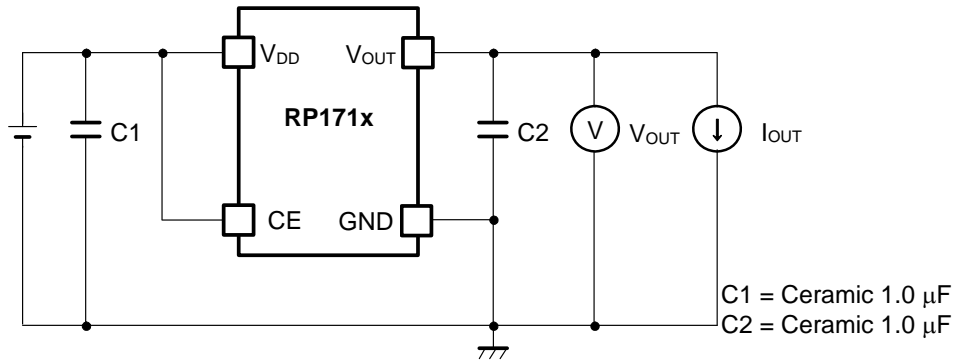 VDD
VOUT
RP171x
C1
C2
V
VOUT
IOUT
CE
GND
C1 = Ceramic 1.0 μF
C2 = Ceramic 1.0 μF